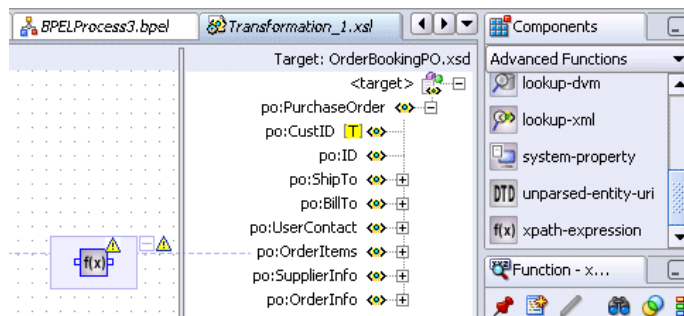 BPELProcess3.bpel
Transformation_1.xsl
Target: OrderBookingPO.xsd
<target>
po:PurchaseOrder
po:CustID [T]
po:ID
po:ShipTo
po:BillTo
po:UserContact
po:OrderItems
po:SupplierInfo
po:OrderInfo
f(x)
Components
Advanced Functions
lookup-dvm
lookup-xml
system-property
DTD unparsed-entity-uri
f(x) xpath-expression
Function - x...